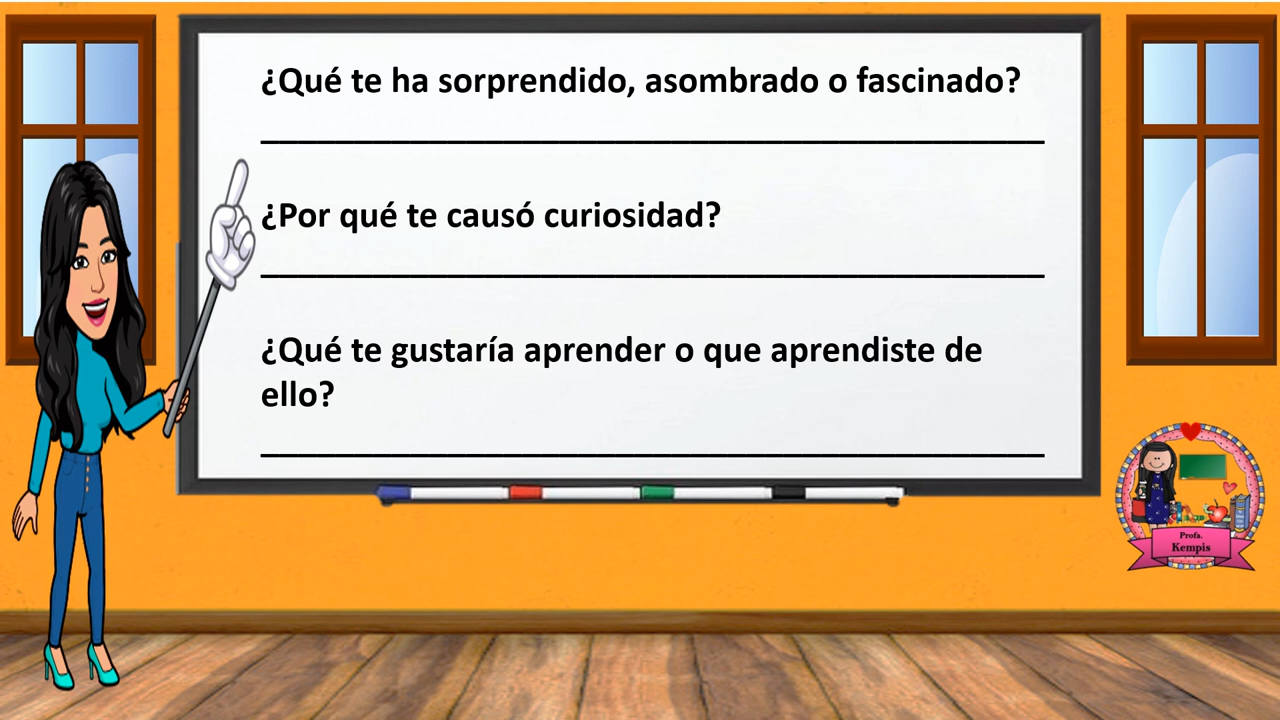 ¿Qué te ha sorprendido, asombrado o fascinado?
¿Por qué te causó curiosidad?
¿Qué te gustaría aprender o que aprendiste de
ello?
Profa.
Kempis